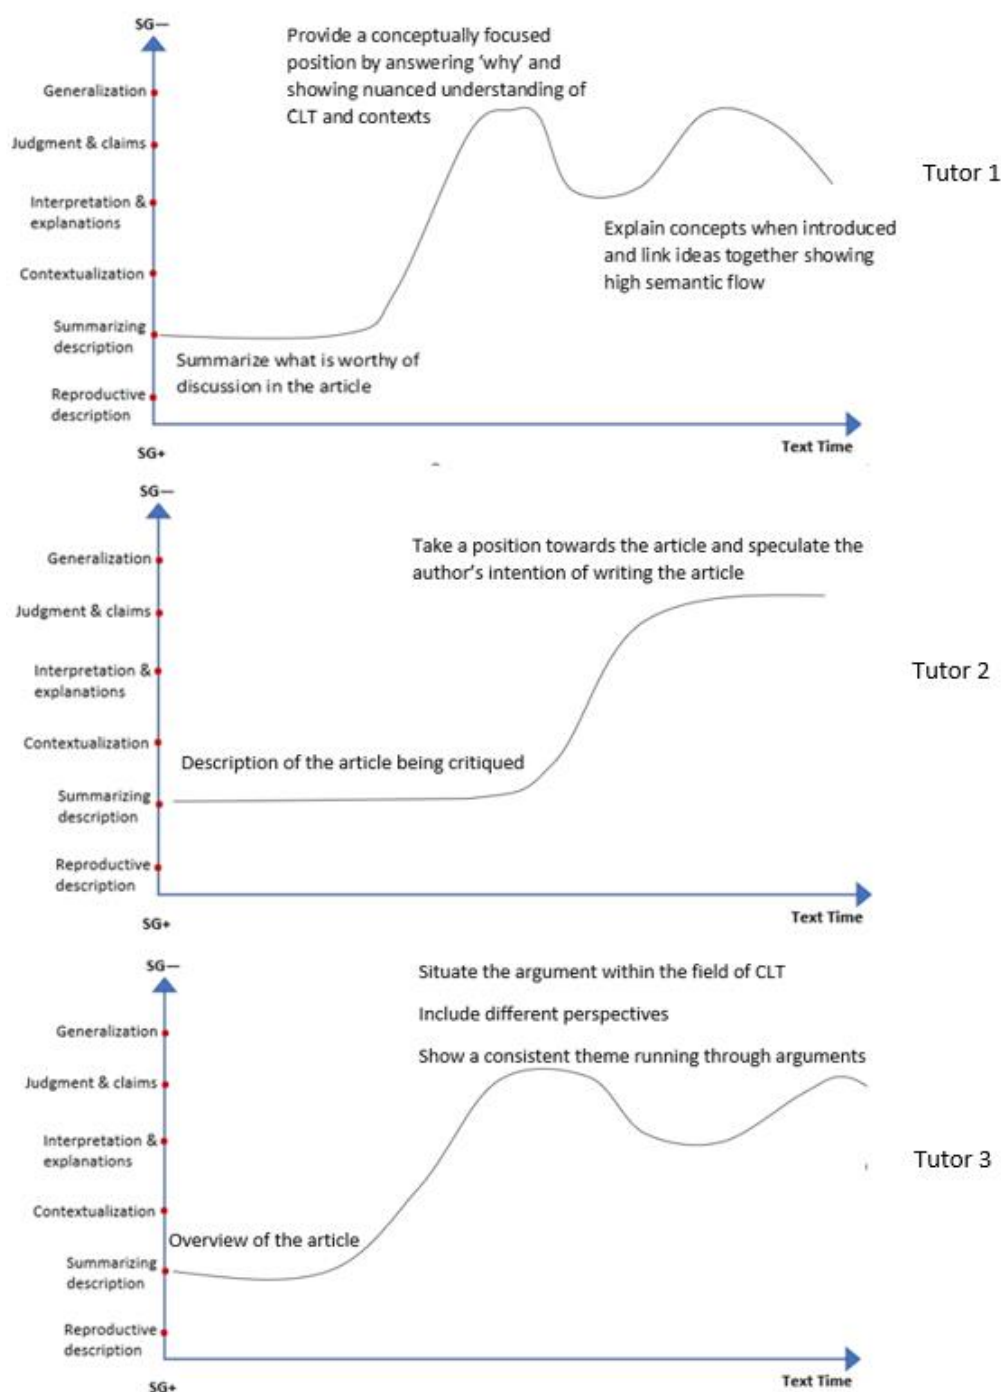 SG—
Provide a conceptually focused
position by answering ‘why’ and
showing nuanced understanding of
CLT and contexts
Generalization
Judgment & claims
Interpretation &
explanations
Contextualization
Summarizing
description
Reproductive
description
Tutor 1
Explain concepts when introduced
and link ideas together showing
high semantic flow
Summarize what is worthy of
discussion in the article
Text Time
SG+
SG—
Take a position towards the article and speculate the
author’s intention of writing the article
Generalization
Judgment & claims
Interpretation &
explanations
Contextualization
Summarizing
description
Reproductive
description
Tutor 2
Description of the article being critiqued
Text Time
SG+
SG—
Situate the argument within the field of CLT
Include different perspectives
Show a consistent theme running through arguments
Generalization
Judgment & claims
Interpretation &
explanations
Contextualization
Summarizing
description
Reproductive
description
Tutor 3
Overview of the article
Text Time
SG+